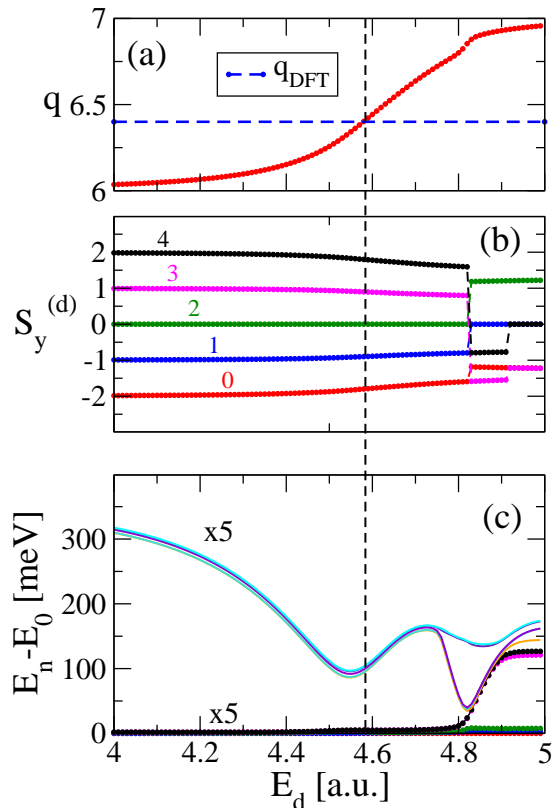 7
(a)
q_DFT
q
6.5
6
4
(b)
2
3
1
2
S_y^(d)
0
1
-1
0
-2
(c)
x5
300
E_n-E_0 [meV]
200
100
x5
0
4
4.2
4.4
4.6
4.8
5
E_d [a.u.]